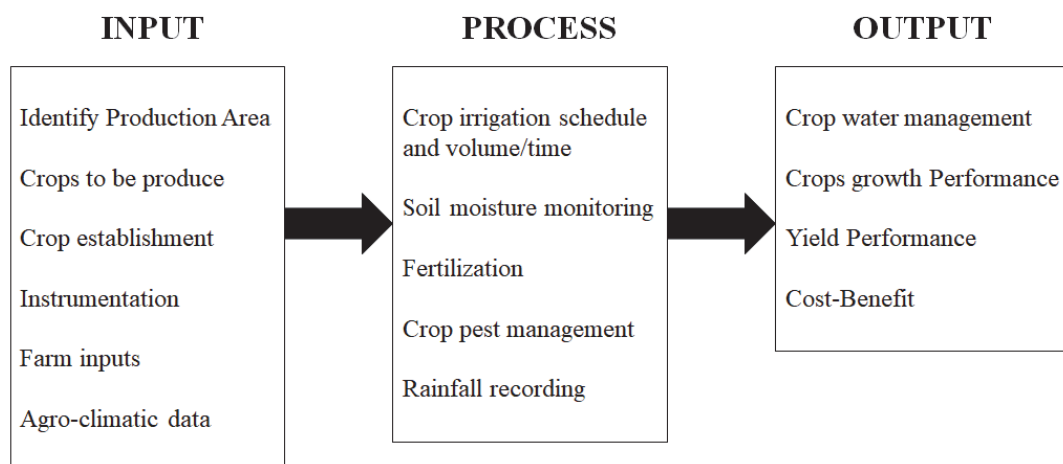 INPUT
Identify Production Area
Crops to be produce
Crop establishment
Instrumentation
Farm inputs
Agro-climatic data
PROCESS
Crop irrigation schedule
and volume/time
Soil moisture monitoring
Fertilization
Crop pest management
Rainfall recording
OUTPUT
Crop water management
Crops growth Performance
Yield Performance
Cost-Benefit